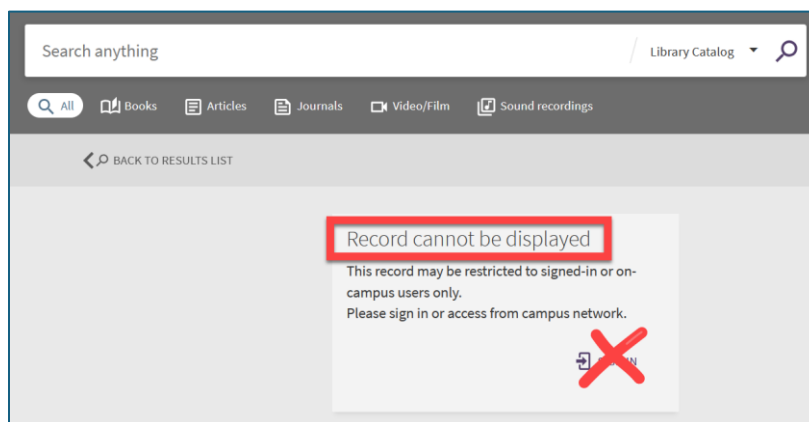 Search anything
Library Catalog
All Books Articles Journals Video/Film Sound recordings
BACK TO RESULTS LIST
Record cannot be displayed
This record may be restricted to signed-in or on-
campus users only.
Please sign in or access from campus network.